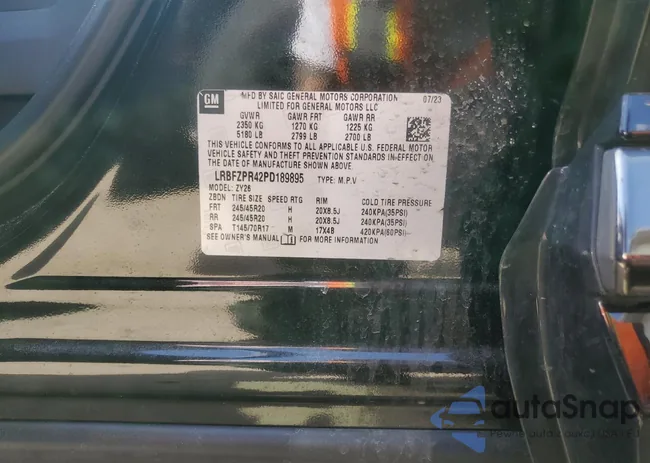 GM
MFD BY SAIC GENERAL MOTORS CORPORATION 07/23
LIMITED FOR GENERAL MOTORS LLC
GVWR GAWR FRT GAWR RR
2350 KG 1270 KG 1225 KG
5180 LB 2799 LB 2700 LB
THIS VEHICLE CONFORMS TO ALL APPLICABLE U.S. FEDERAL MOTOR
VEHICLE SAFETY AND THEFT PREVENTION STANDARDS IN EFFECT ON
THE DATE OF MANUFACTURE SHOWN ABOVE.
LRBFZPR42PD189895 TYPE: M.P.V
MODEL: ZY26
ZBDN TIRE SIZE SPEED RTG RIM COLD TIRE PRESSURE
FRT 245/45R20 H 20X8.5J 240KPA(35PSI)
RR 245/45R20 H 20X8.5J 240KPA(35PSI)
SPA T145/70R17 M 17X4B 420KPA(60PSI)
SEE OWNER'S MANUAL FOR MORE INFORMATION
autoSnap